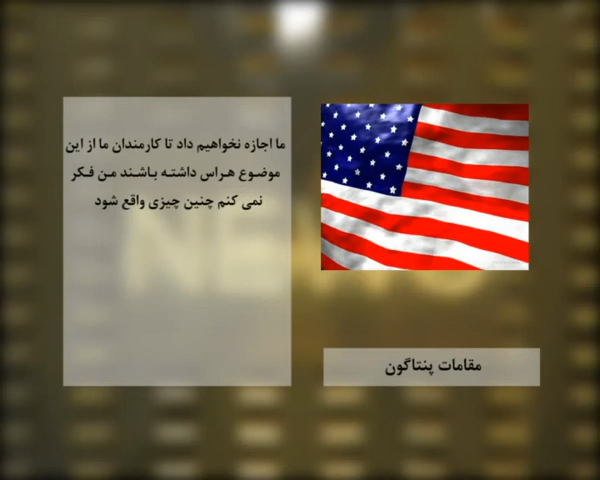 ما اجازه نخواهیم داد تا کارمندان ما از این
موضوع هراس داشته باشند من فکر
نمی کنم چنین چیزی واقع شود
مقامات پنتاگون
NEWS